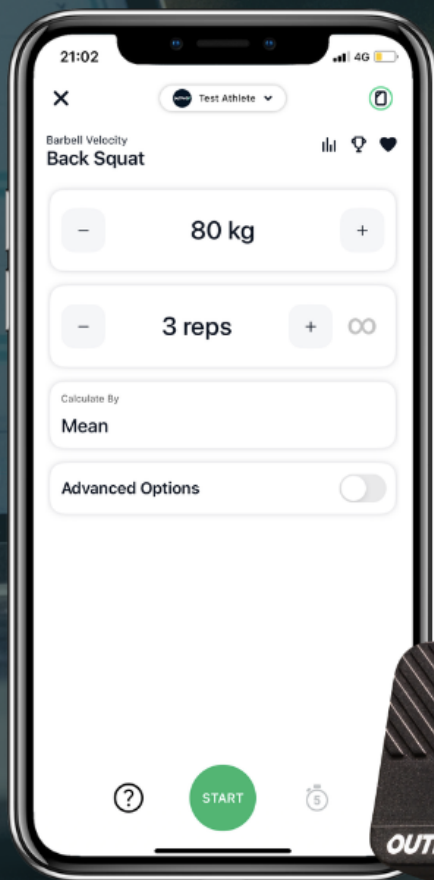 21:02
4G
Test Athlete
Barbell Velocity
Back Squat
− 80 kg +
− 3 reps + ∞
Calculate By
Mean
Advanced Options
? START 5